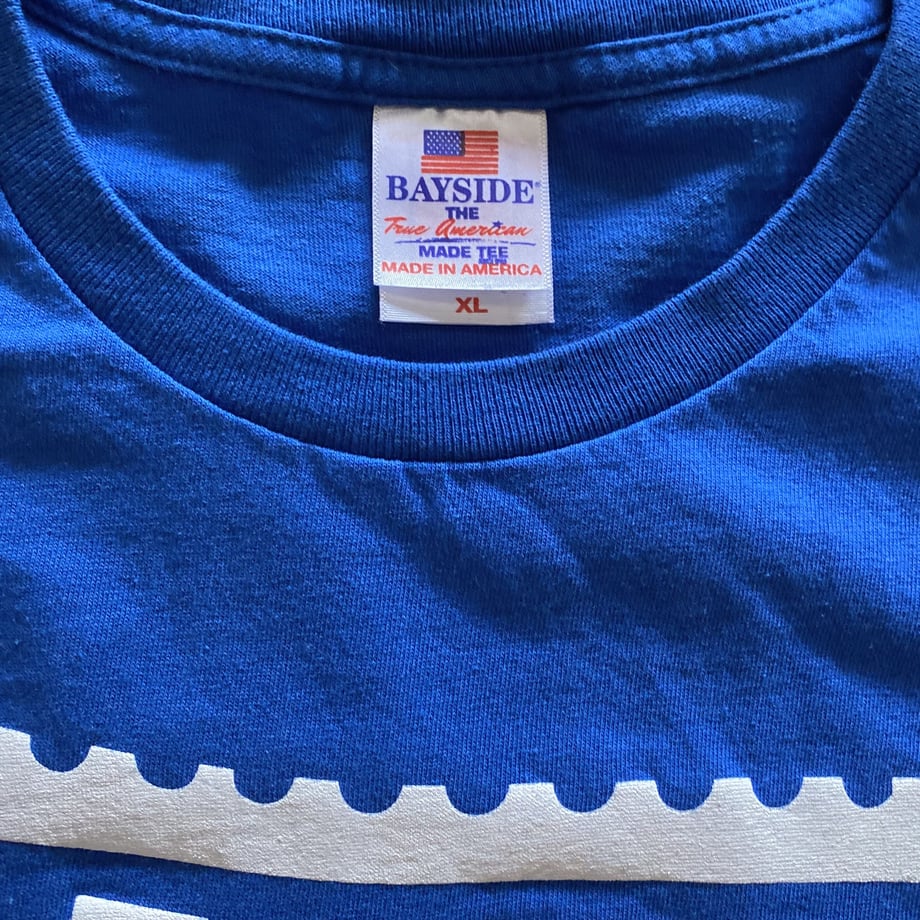 BAYSIDE®
THE
True American
MADE TEE
MADE IN AMERICA
XL